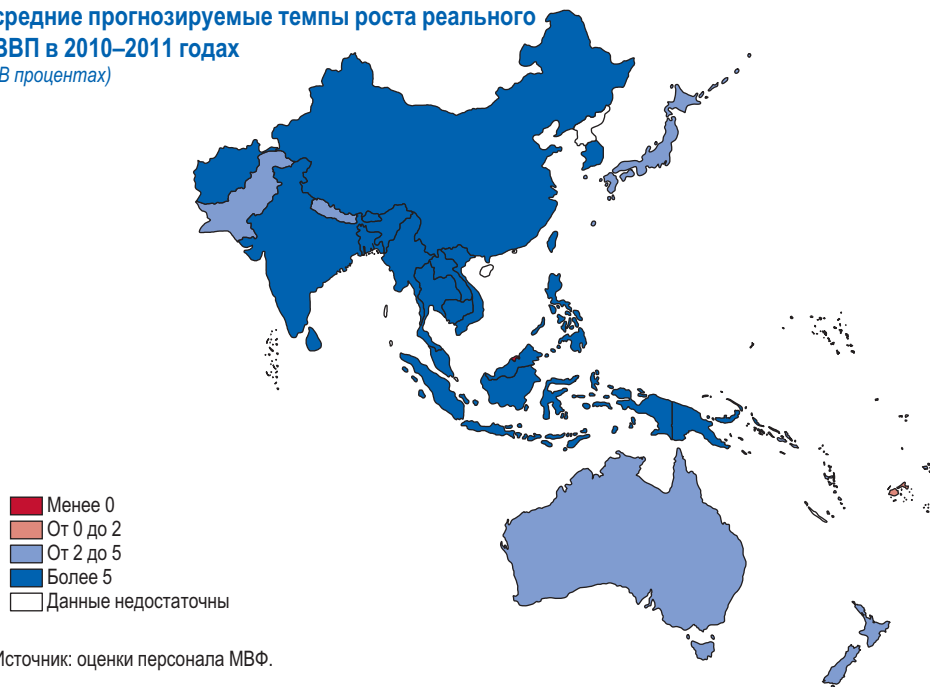 средние прогнозируемые темпы роста реального
ВВП в 2010–2011 годах
(В процентах)
Менее 0
От 0 до 2
От 2 до 5
Более 5
Данные недостаточны
Источник: оценки персонала МВФ.